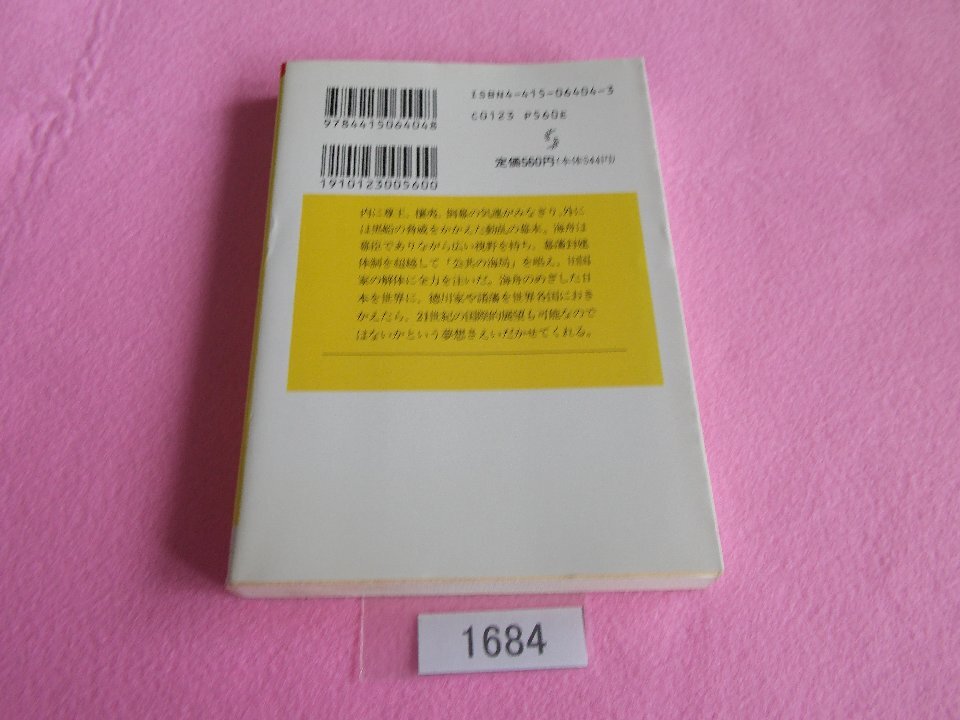 ISBN4-415-06404-3
9784415064048
C0123 P560E
定価560円(本体544円)
1910123005600
内に尊王、攘夷、倒幕の気運がみなぎり、外に
は黒船の脅威をかかえた動乱の幕末。海舟は
幕臣でありながら広い視野を持ち、幕藩封建
体制を超越して「公共の海局」を唱え、旧国
家の解体に全力を注いだ。海舟のめざした日
本を世界に、徳川家や諸藩を世界各国におき
かえたら、21世紀の国際的展望も可能なので
はないかという夢想さえいだかせてくれる。
1684